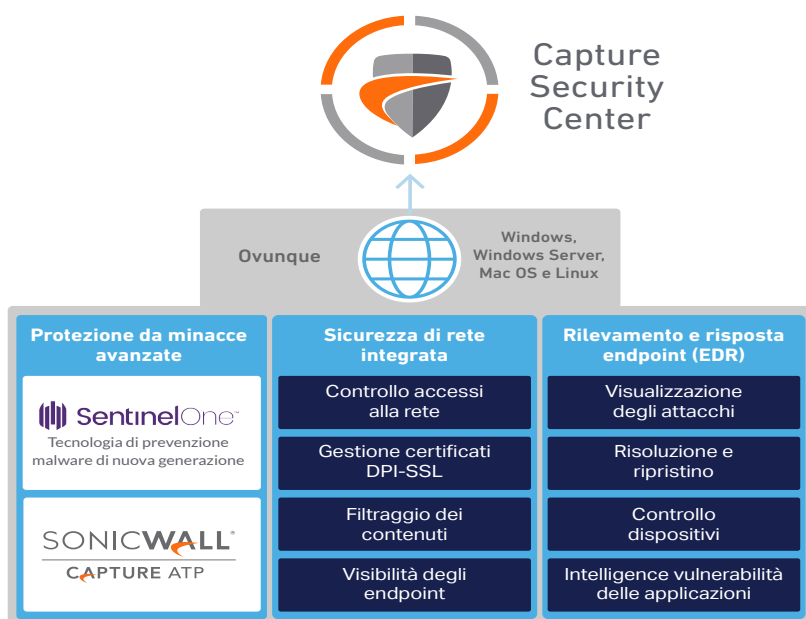 Capture
Security
Center
Ovunque
Windows,
Windows Server,
Mac OS e Linux
Protezione da minacce
avanzate
SentinelOne™
Tecnologia di prevenzione
malware di nuova generazione
SONICWALL®
CAPTURE ATP
Sicurezza di rete
integrata
Controllo accessi
alla rete
Gestione certificati
DPI-SSL
Filtraggio dei
contenuti
Visibilità degli
endpoint
Rilevamento e risposta
endpoint (EDR)
Visualizzazione
degli attacchi
Risoluzione e
ripristino
Controllo
dispositivi
Intelligence vulnerabilità
delle applicazioni